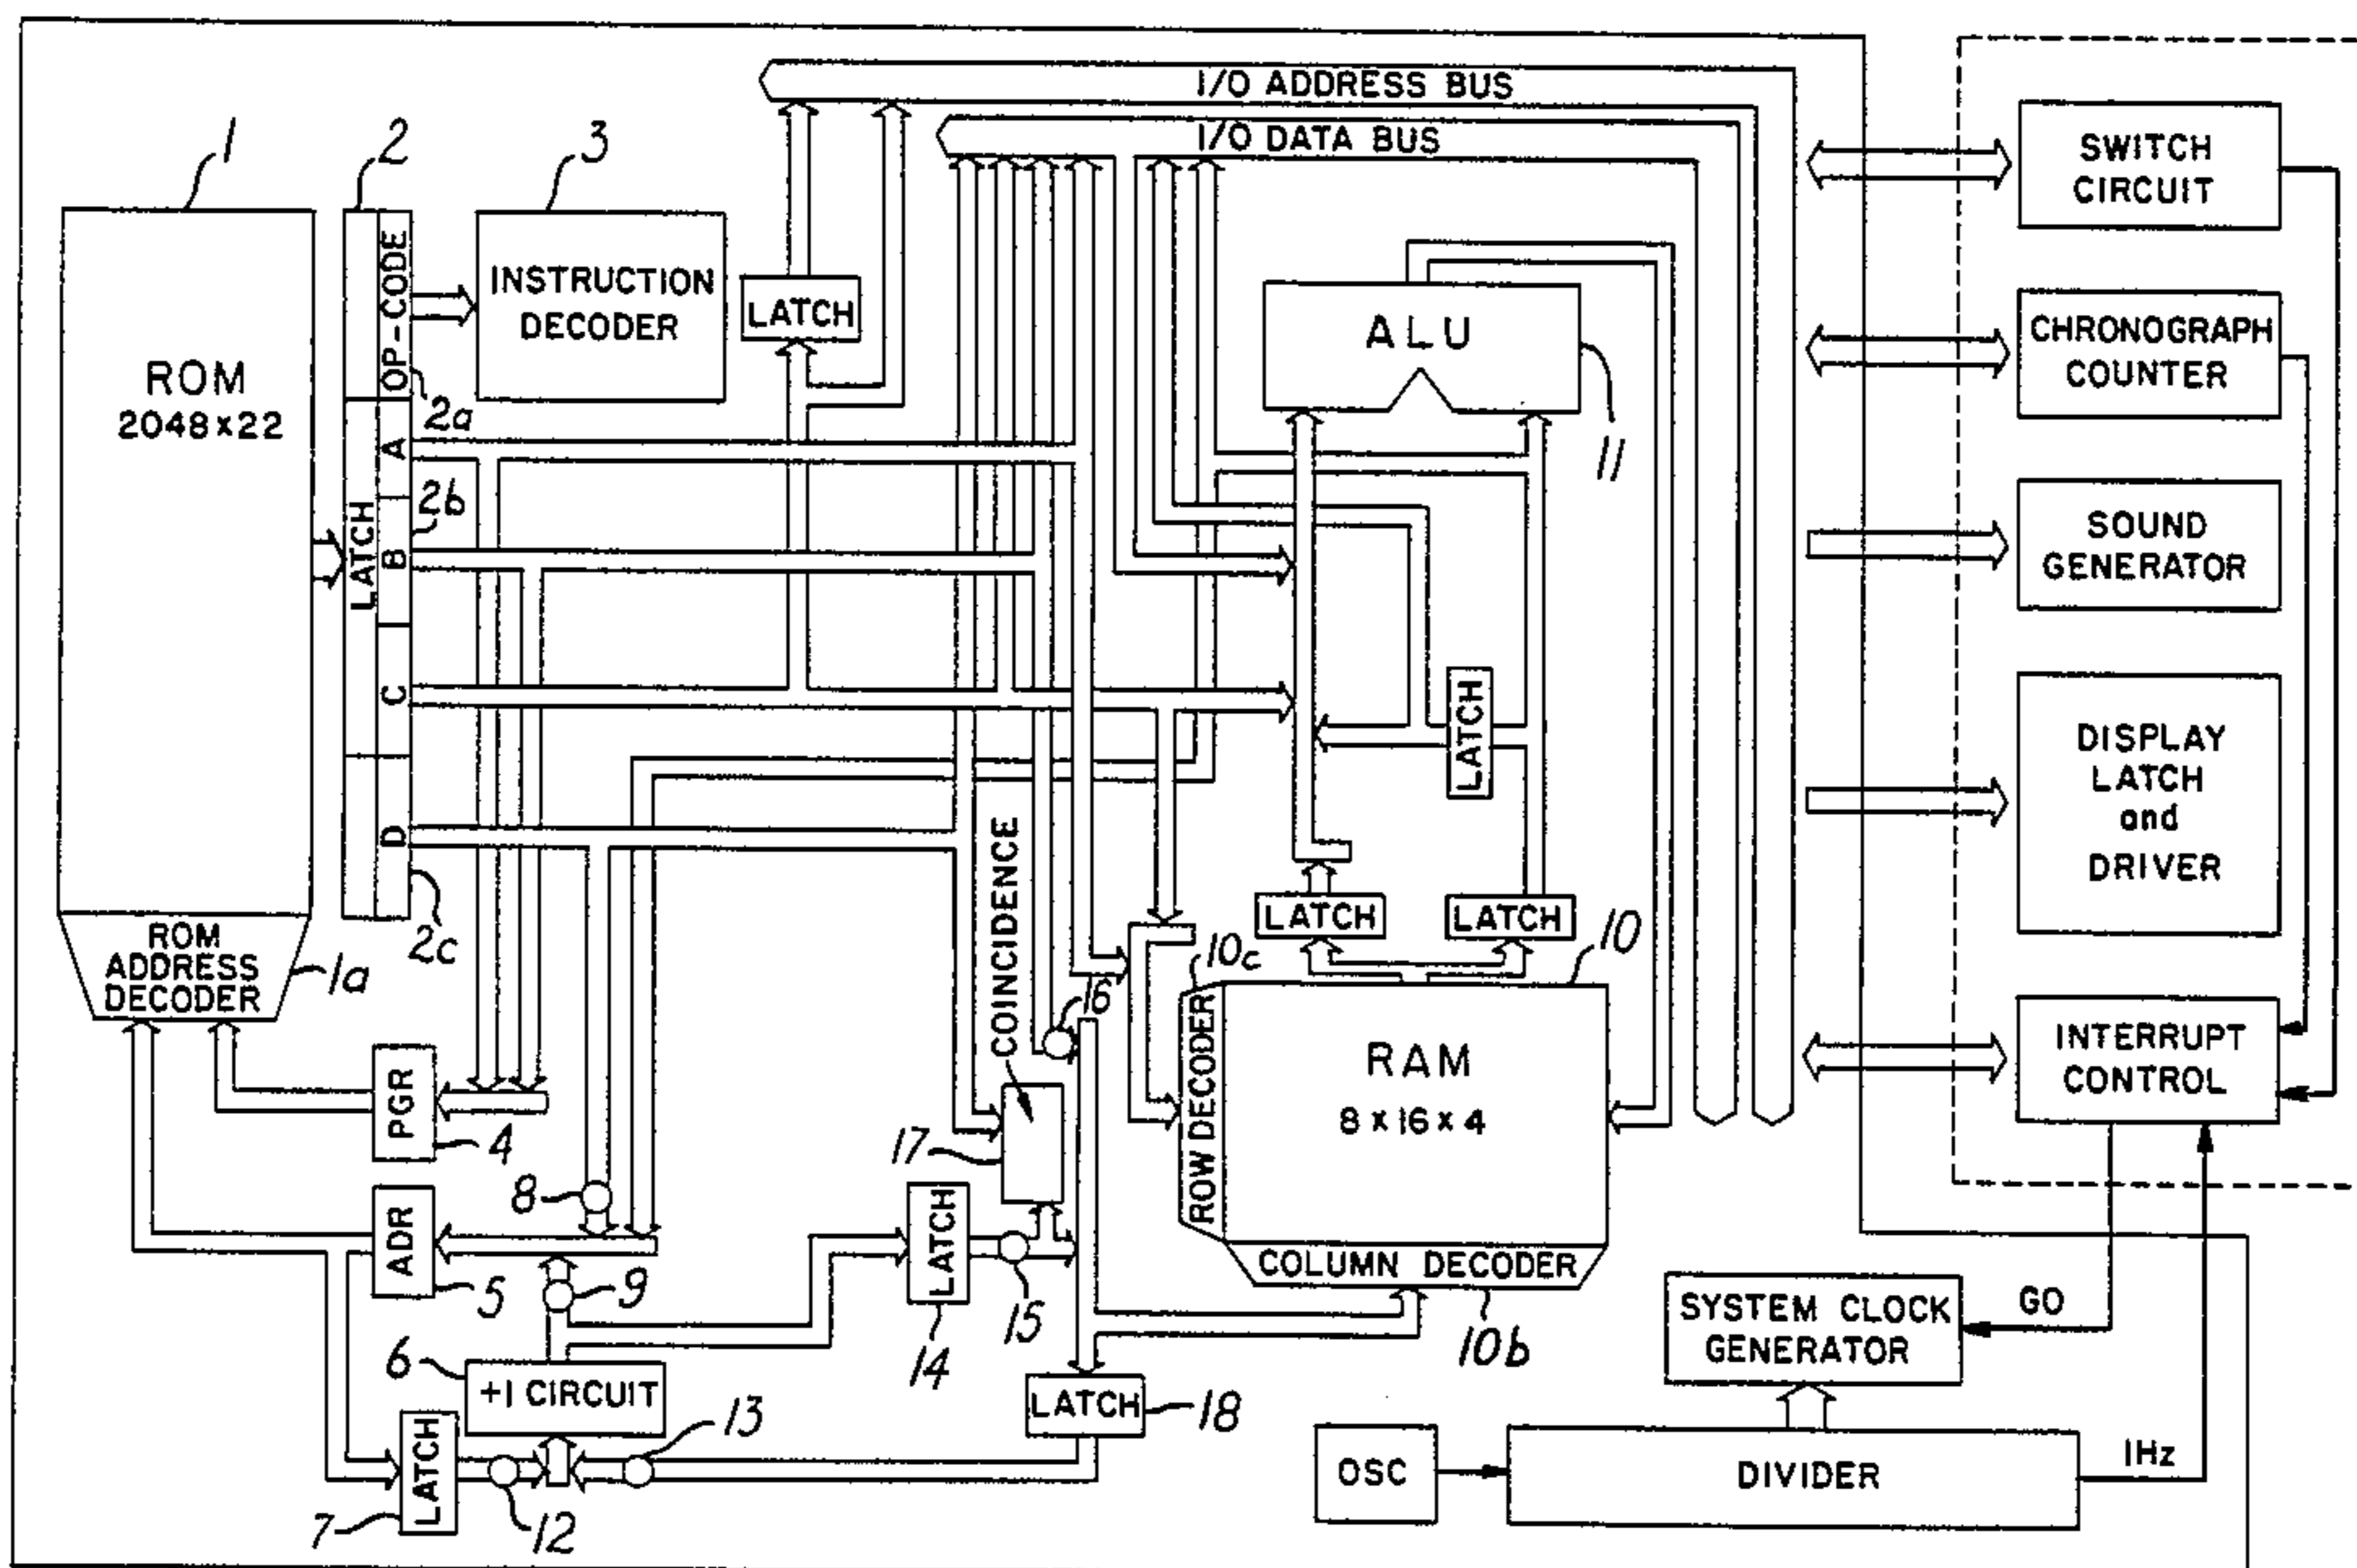 I/O ADDRESS BUS
I/O DATA BUS
1
2
3
ROM
2048×22
OP-CODE
2a
A
2b
B
C
D
2c
LATCH
INSTRUCTION
DECODER
LATCH
ALU
11
LATCH
SWITCH
CIRCUIT
CHRONOGRAPH
COUNTER
SOUND
GENERATOR
DISPLAY
LATCH
and
DRIVER
INTERRUPT
CONTROL
ROM
ADDRESS
DECODER
1a
COINCIDENCE
16
LATCH
LATCH
10c
10
ROW DECODER
RAM
8×16×4
COLUMN DECODER
10b
PGR
4
8
17
ADR
5
9
LATCH
14
15
6
+1 CIRCUIT
13
LATCH
18
LATCH
7
12
SYSTEM CLOCK
GENERATOR
GO
OSC
DIVIDER
1Hz